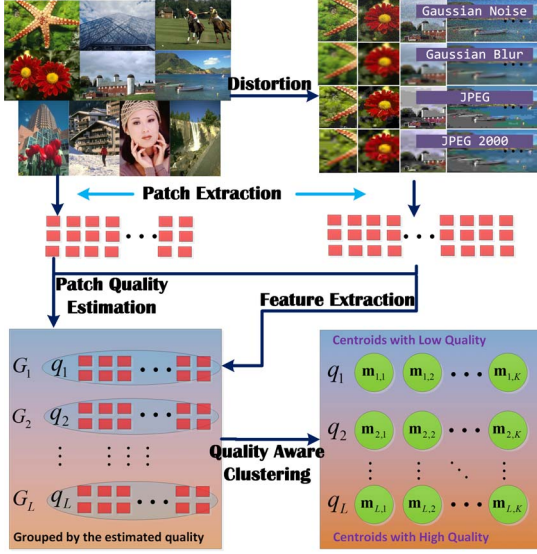 Gaussian Noise
Gaussian Blur
Distortion
JPEG
JPEG 2000
Patch Extraction
Patch Quality
Estimation
Feature Extraction
G1 q1
G2 q2
GL qL
Grouped by the estimated quality
Quality Aware
Clustering
Centroids with Low Quality
q1 m1,1 m1,2 m1,K
q2 m2,1 m2,2 m2,K
qL mL,1 mL,2 mL,K
Centroids with High Quality